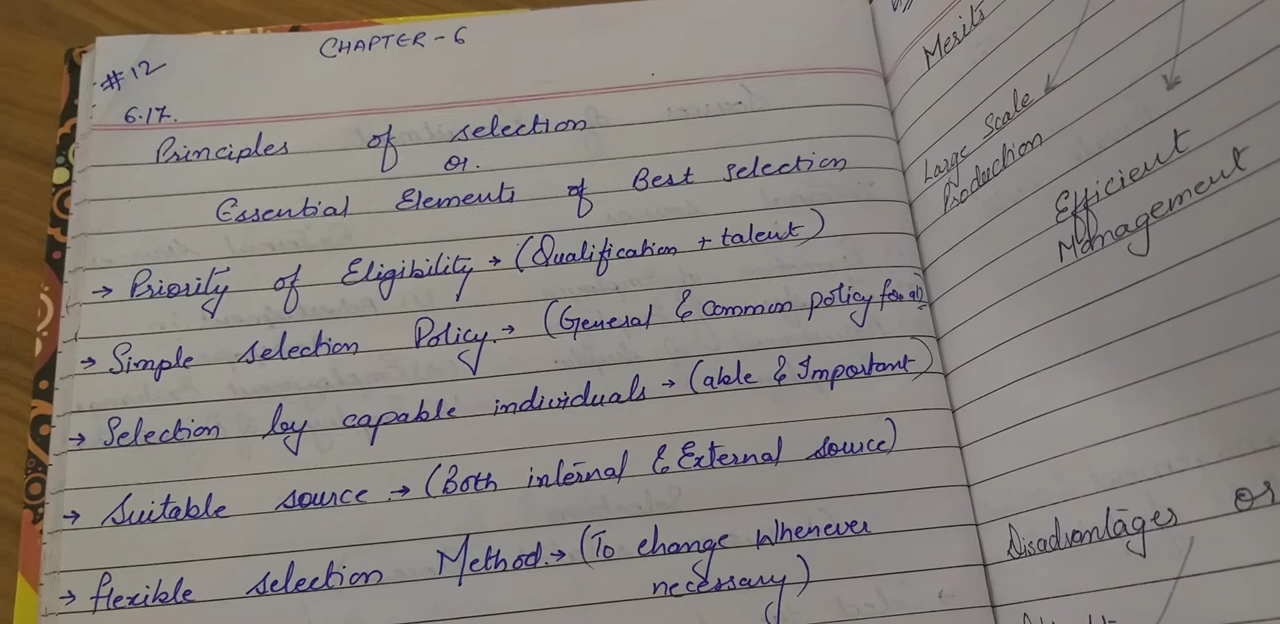 CHAPTER-6
#12
6.17.
Principles of selection
or.
Essential Elements of Best selection
→ Priority of Eligibility → (Qualification + talent)
→ Simple selection Policy. → (General & Common policy for all)
→ Selection by capable individuals → (able & Important)
→ Suitable source → (Both internal & External source)
→ flexible selection Method. → (To change whenever
necessary)
Merits
Large Scale
Production
Efficient
Management
Disadvantages or